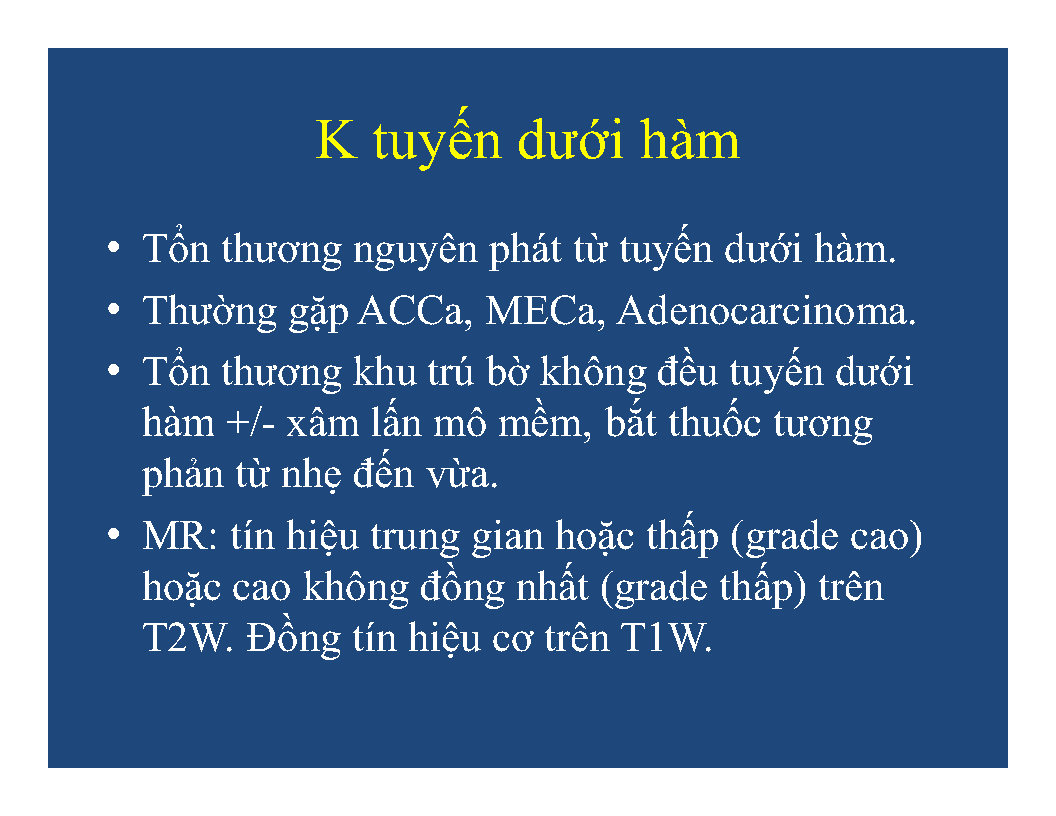 K tuyến dưới hàm
• Tổn thương nguyên phát từ tuyến dưới hàm.
• Thường gặp ACCa, MECa, Adenocarcinoma.
• Tổn thương khu trú bờ không đều tuyến dưới
hàm +/- xâm lấn mô mềm, bắt thuốc tương
phản từ nhẹ đến vừa.
• MR: tín hiệu trung gian hoặc thấp (grade cao)
hoặc cao không đồng nhất (grade thấp) trên
T2W. Đồng tín hiệu cơ trên T1W.